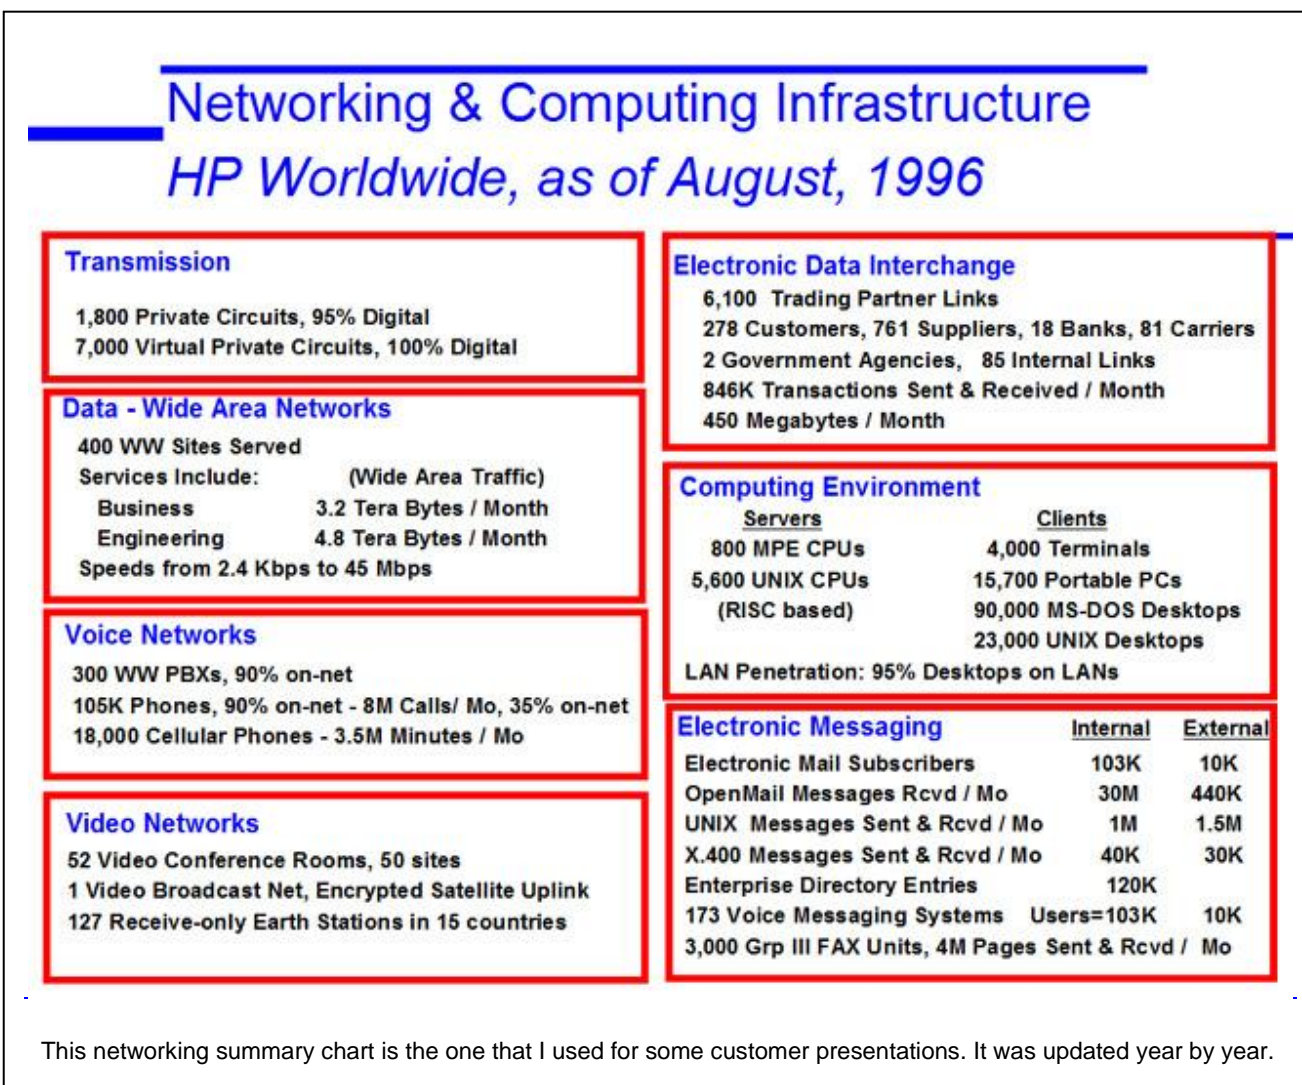 Networking & Computing Infrastructure
HP Worldwide, as of August, 1996
Transmission
1,800 Private Circuits, 95% Digital
7,000 Virtual Private Circuits, 100% Digital
Data - Wide Area Networks
400 WW Sites Served
Services Include: (Wide Area Traffic)
Business 3.2 Tera Bytes / Month
Engineering 4.8 Tera Bytes / Month
Speeds from 2.4 Kbps to 45 Mbps
Voice Networks
300 WW PBXs, 90% on-net
105K Phones, 90% on-net - 8M Calls/ Mo, 35% on-net
18,000 Cellular Phones - 3.5M Minutes / Mo
Video Networks
52 Video Conference Rooms, 50 sites
1 Video Broadcast Net, Encrypted Satellite Uplink
127 Receive-only Earth Stations in 15 countries
Electronic Data Interchange
6,100 Trading Partner Links
278 Customers, 761 Suppliers, 18 Banks, 81 Carriers
2 Government Agencies, 85 Internal Links
846K Transactions Sent & Received / Month
450 Megabytes / Month
Computing Environment
Servers Clients
800 MPE CPUs 4,000 Terminals
5,600 UNIX CPUs 15,700 Portable PCs
(RISC based) 90,000 MS-DOS Desktops
23,000 UNIX Desktops
LAN Penetration: 95% Desktops on LANs
Electronic Messaging Internal External
Electronic Mail Subscribers 103K 10K
OpenMail Messages Rcvd / Mo 30M 440K
UNIX Messages Sent & Rcvd / Mo 1M 1.5M
X.400 Messages Sent & Rcvd / Mo 40K 30K
Enterprise Directory Entries 120K
173 Voice Messaging Systems Users=103K 10K
3,000 Grp III FAX Units, 4M Pages Sent & Rcvd / Mo
This networking summary chart is the one that I used for some customer presentations. It was updated year by year.